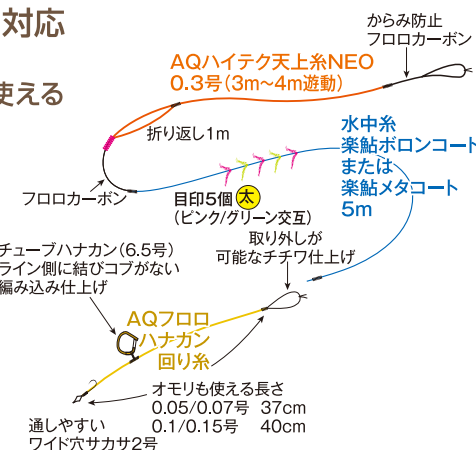 対応
使える
からみ防止
フロロカーボン
AQハイテク天上糸NEO
0.3号(3m〜4m遊動)
折り返し1m
水中糸
楽鮎ボロンコート
または
楽鮎メタコート
5m
フロロカーボン
目印5個 太
(ピンク/グリーン交互)
取り外しが
可能なチチワ仕上げ
チューブハナカン(6.5号)
ライン側に結びコブがない
編み込み仕上げ
AQフロロ
ハナカン
回り糸
オモリも使える長さ
0.05/0.07号 37cm
0.1/0.15号 40cm
通しやすい
ワイド穴サカサ2号